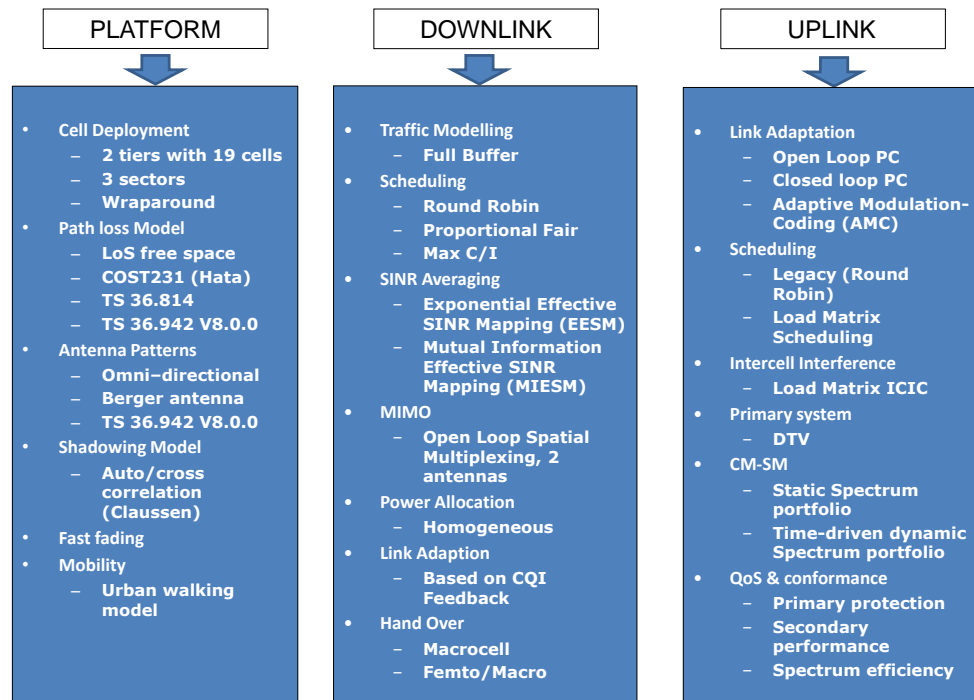 PLATFORM
• Cell Deployment
– 2 tiers with 19 cells
– 3 sectors
– Wraparound
• Path loss Model
– LoS free space
– COST231 (Hata)
– TS 36.814
– TS 36.942 V8.0.0
• Antenna Patterns
– Omni–directional
– Berger antenna
– TS 36.942 V8.0.0
• Shadowing Model
– Auto/cross
correlation
(Claussen)
• Fast fading
• Mobility
– Urban walking
model
DOWNLINK
• Traffic Modelling
– Full Buffer
• Scheduling
– Round Robin
– Proportional Fair
– Max C/I
• SINR Averaging
– Exponential Effective
SINR Mapping (EESM)
– Mutual Information
Effective SINR
Mapping (MIESM)
• MIMO
– Open Loop Spatial
Multiplexing, 2
antennas
• Power Allocation
– Homogeneous
• Link Adaption
– Based on CQI
Feedback
• Hand Over
– Macrocell
– Femto/Macro
UPLINK
• Link Adaptation
– Open Loop PC
– Closed loop PC
– Adaptive Modulation-
Coding (AMC)
• Scheduling
– Legacy (Round
Robin)
– Load Matrix
Scheduling
• Intercell Interference
– Load Matrix ICIC
• Primary system
– DTV
• CM-SM
– Static Spectrum
portfolio
– Time-driven dynamic
Spectrum portfolio
• QoS & conformance
– Primary protection
– Secondary
performance
– Spectrum efficiency